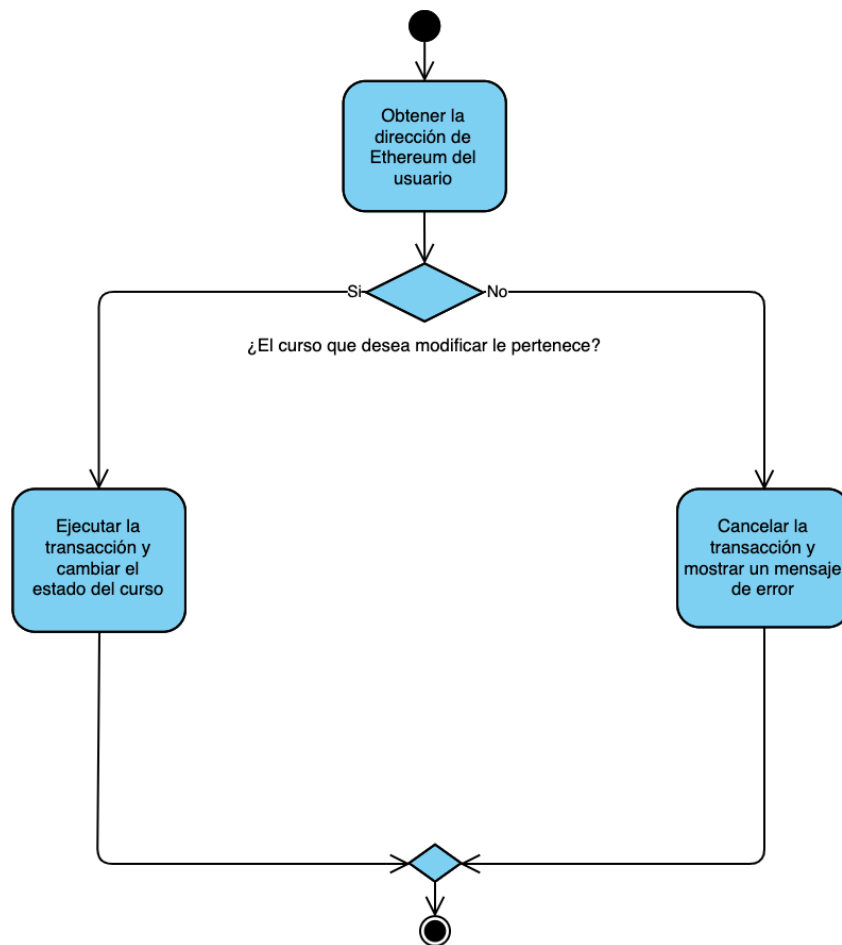 Obtener la
dirección de
Ethereum del
usuario
Si
No
¿El curso que desea modificar le pertenece?
Ejecutar la
transacción y
cambiar el
estado del curso
Cancelar la
transacción y
mostrar un mensaje
de error